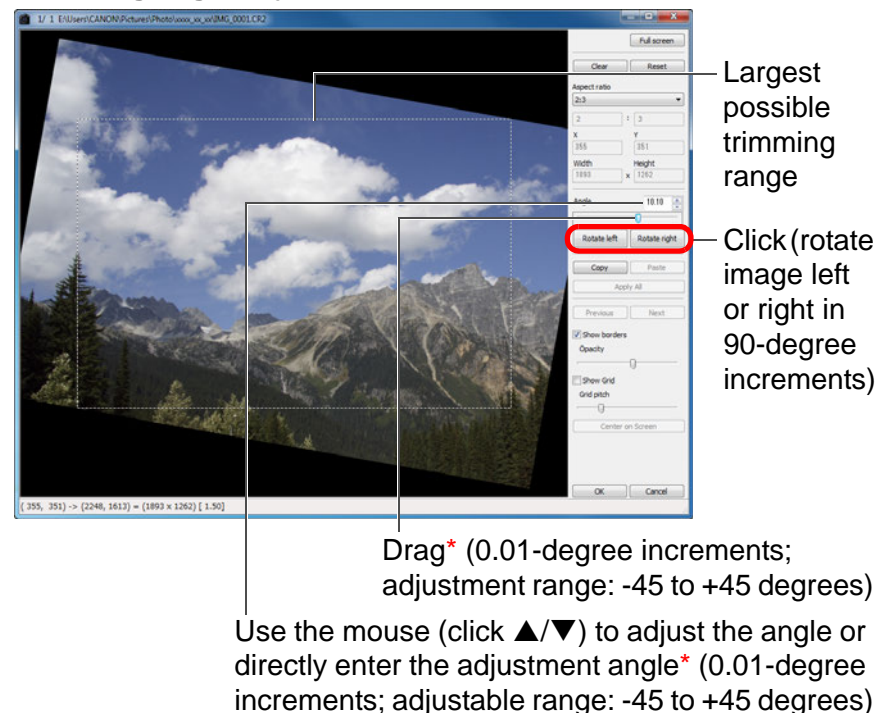 1/ 1 E:\Users\CANON\Pictures\Photo\xxxx_xx_xx\IMG_0001.CR2
Full screen
Clear Reset
Aspect ratio
2:3
2 : 3
X Y
355 351
Width Height
1893 x 1262
Angle 10.10
Rotate left Rotate right
Copy Paste
Apply All
Previous Next
Show borders
Opacity
Show Grid
Grid pitch
Center on Screen
OK Cancel
( 355, 351) -> (2248, 1613) = (1893 x 1262) [ 1.50]
Largest
possible
trimming
range
Click (rotate
image left
or right in
90-degree
increments)
Drag* (0.01-degree increments;
adjustment range: -45 to +45 degrees)
Use the mouse (click ▲/▼) to adjust the angle or
directly enter the adjustment angle* (0.01-degree
increments; adjustable range: -45 to +45 degrees)